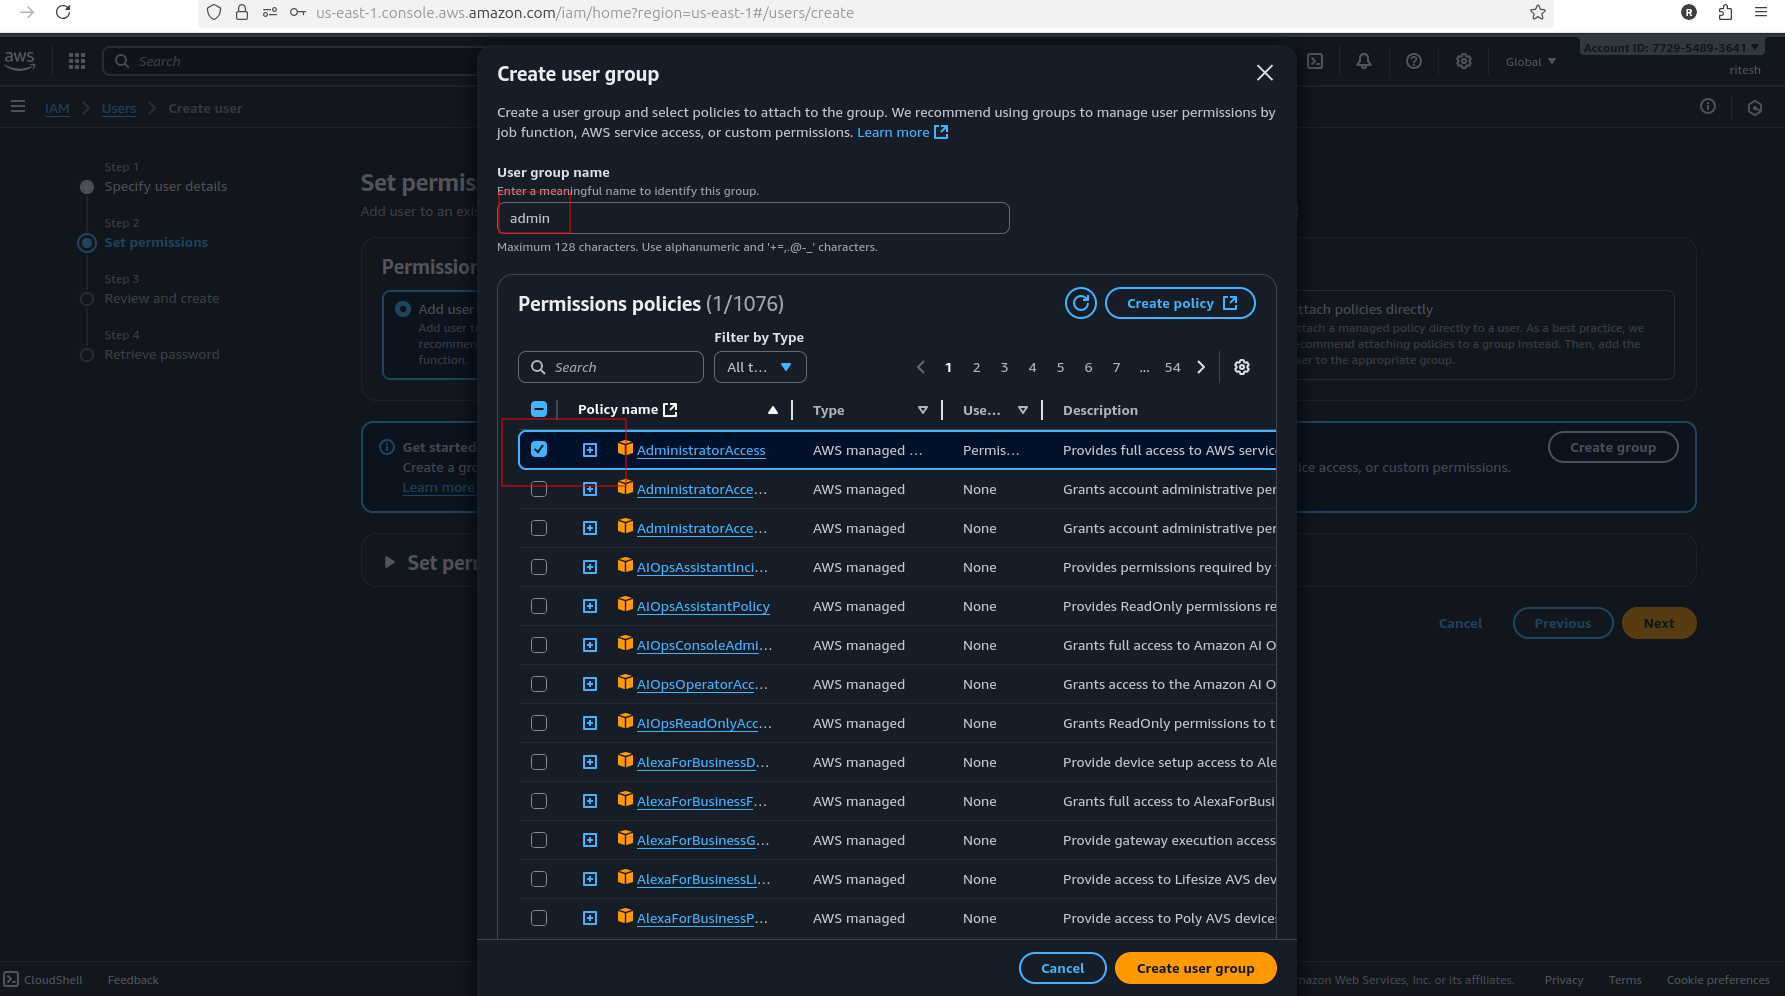 us-east-1.console.aws.amazon.com/iam/home?region=us-east-1#/users/create
R
aws
Search
Global
Account ID: 7729-5489-3641
ritesh
IAM
Users
Create user
Step 1
Specify user details
Step 2
Set permissions
Step 3
Review and create
Step 4
Retrieve password
Set permis
Add user to an exis
Permission
Add user
Add user t
recommen
function.
ttach policies directly
ttach a managed policy directly to a user. As a best practice, we
ecommend attaching policies to a group instead. Then, add the
ser to the appropriate group.
Get started
Create a gro
Learn more
ice access, or custom permissions.
Create group
Set perr
Cancel
Previous
Next
Create user group
Create a user group and select policies to attach to the group. We recommend using groups to manage user permissions by
job function, AWS service access, or custom permissions. Learn more
User group name
Enter a meaningful name to identify this group.
admin
Maximum 128 characters. Use alphanumeric and '+=,.@-_' characters.
Permissions policies (1/1076)
Create policy
Filter by Type
Search
All t...
1 2 3 4 5 6 7 ... 54
Policy name Type Use... Description
AdministratorAccess AWS managed ... Permis... Provides full access to AWS servic
AdministratorAcce... AWS managed None Grants account administrative per
AdministratorAcce... AWS managed None Grants account administrative per
AIOpsAssistantInci... AWS managed None Provides permissions required by
AIOpsAssistantPolicy AWS managed None Provides ReadOnly permissions re
AIOpsConsoleAdmi... AWS managed None Grants full access to Amazon AI O
AIOpsOperatorAcc... AWS managed None Grants access to the Amazon AI O
AIOpsReadOnlyAcc... AWS managed None Grants ReadOnly permissions to t
AlexaForBusinessD... AWS managed None Provide device setup access to Ale
AlexaForBusinessF... AWS managed None Grants full access to AlexaForBusi
AlexaForBusinessG... AWS managed None Provide gateway execution access
AlexaForBusinessLi... AWS managed None Provide access to Lifesize AVS dev
AlexaForBusinessP... AWS managed None Provide access to Poly AVS device
Cancel
Create user group
CloudShell
Feedback
mazon Web Services, Inc. or its affiliates.
Privacy
Terms
Cookie preferences